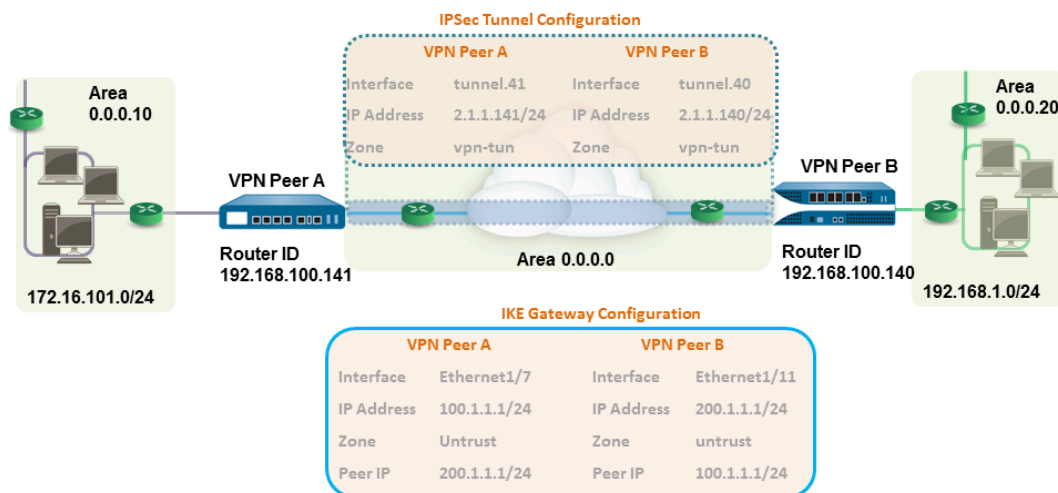 IPSec Tunnel Configuration
VPN Peer A VPN Peer B
Interface tunnel.41 Interface tunnel.40
IP Address 2.1.1.141/24 IP Address 2.1.1.140/24
Zone vpn-tun Zone vpn-tun
Area
0.0.0.10
Area
0.0.0.20
VPN Peer A
VPN Peer B
Router ID
192.168.100.141
Area 0.0.0.0
Router ID
192.168.100.140
172.16.101.0/24
192.168.1.0/24
IKE Gateway Configuration
VPN Peer A VPN Peer B
Interface Ethernet1/7 Interface Ethernet1/11
IP Address 100.1.1.1/24 IP Address 200.1.1.1/24
Zone Untrust Zone untrust
Peer IP 200.1.1.1/24 Peer IP 100.1.1.1/24